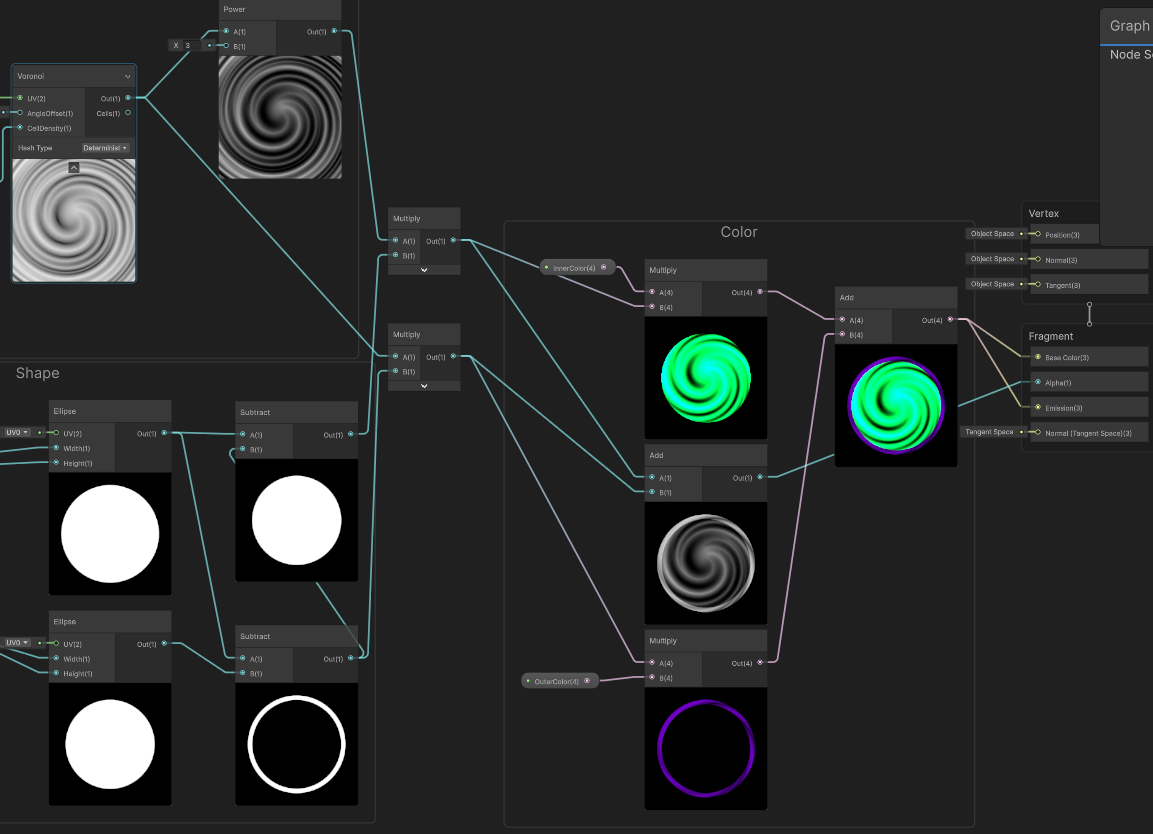 Power
A(1) Out(1)
X 3 B(1)
Voronoi
UV(2) Out(1)
AngleOffset(1) Cells(1)
CellDensity(1)
Hash Type Determinist
Multiply
A(1) Out(1)
B(1)
Multiply
A(1) Out(1)
B(1)
Shape
Ellipse
UV0 UV(2) Out(1)
Width(1)
Height(1)
Subtract
A(1) Out(1)
B(1)
Ellipse
UV0 UV(2) Out(1)
Width(1)
Height(1)
Subtract
A(1) Out(1)
B(1)
Color
InnerColor(4)
Multiply
A(4) Out(4)
B(4)
Add
A(1) Out(1)
B(1)
Multiply
A(4) Out(4)
B(4)
OuterColor(4)
Add
A(4) Out(4)
B(4)
Graph
Node
Vertex
Object Space Position(3)
Object Space Normal(3)
Object Space Tangent(3)
Fragment
Base Color(3)
Alpha(1)
Emission(3)
Tangent Space Normal (Tangent Space)(3)